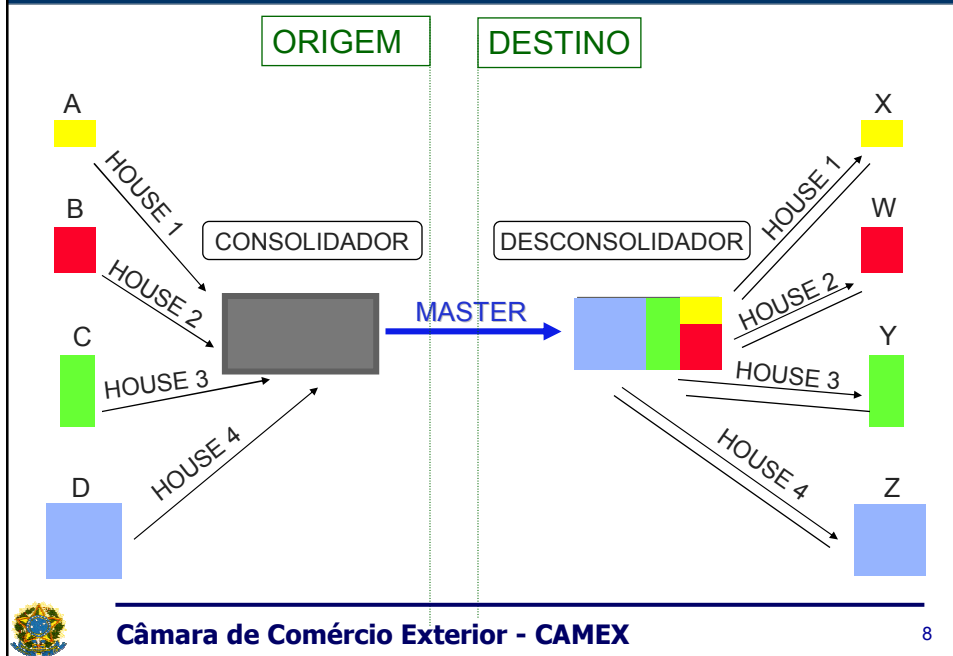 ORIGEM
DESTINO
A
X
HOUSE 1
HOUSE 1
B
W
CONSOLIDADOR
DESCONSOLIDADOR
HOUSE 2
HOUSE 2
MASTER
C
Y
HOUSE 3
HOUSE 3
HOUSE 4
HOUSE 4
D
Z
Câmara de Comércio Exterior - CAMEX
8